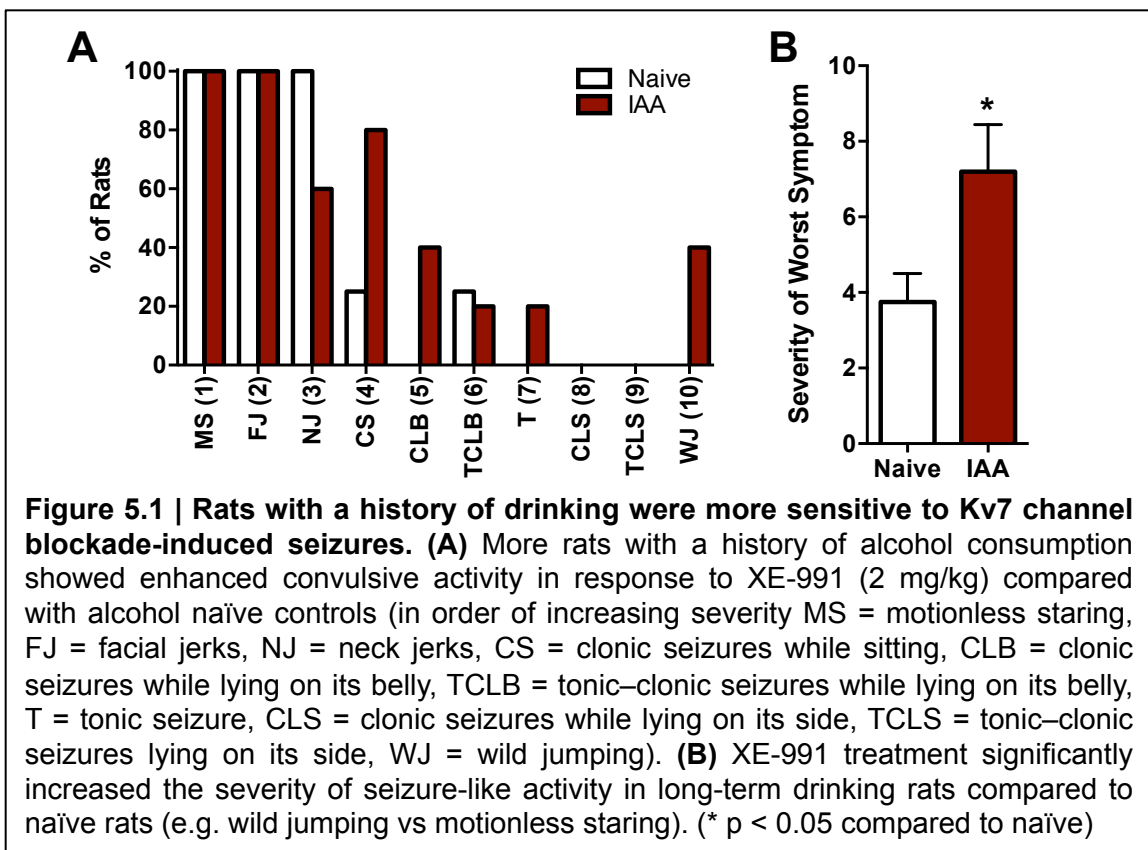 A
% of Rats
100
80
60
40
20
0
MS (1)
FJ (2)
NJ (3)
CS (4)
CLB (5)
TCLB (6)
T (7)
CLS (8)
TCLS (9)
WJ (10)
Naive
IAA
B
Severity of Worst Symptom
10
8
6
4
2
0
*
Naive
IAA
Figure 5.1 | Rats with a history of drinking were more sensitive to Kv7 channel
blockade-induced seizures. (A) More rats with a history of alcohol consumption
showed enhanced convulsive activity in response to XE-991 (2 mg/kg) compared
with alcohol naïve controls (in order of increasing severity MS = motionless staring,
FJ = facial jerks, NJ = neck jerks, CS = clonic seizures while sitting, CLB = clonic
seizures while lying on its belly, TCLB = tonic–clonic seizures while lying on its belly,
T = tonic seizure, CLS = clonic seizures while lying on its side, TCLS = tonic–clonic
seizures lying on its side, WJ = wild jumping). (B) XE-991 treatment significantly
increased the severity of seizure-like activity in long-term drinking rats compared to
naïve rats (e.g. wild jumping vs motionless staring). (* p < 0.05 compared to naïve)